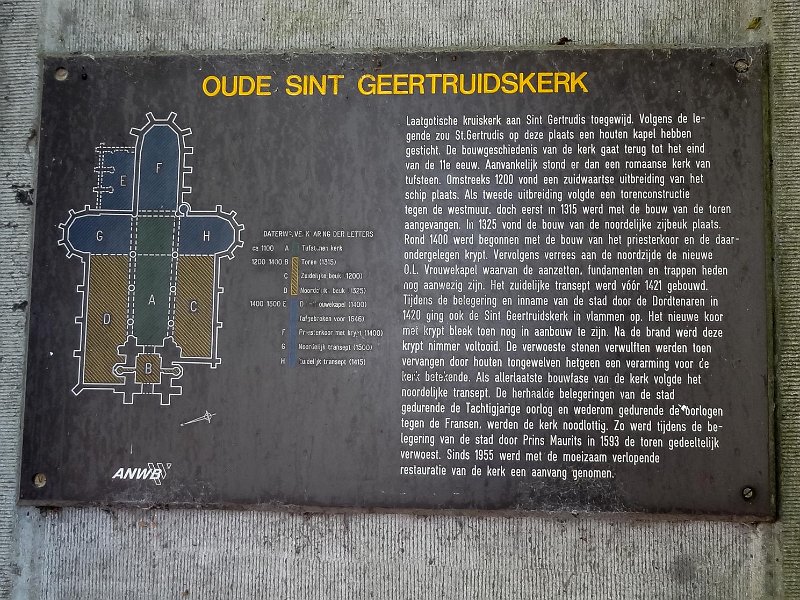 OUDE SINT GEERTRUIDSKERK
Laatgotische kruiskerk aan Sint Gertrudis toegewijd. Volgens de le-
gende zou St.Gertrudis op deze plaats een houten kapel hebben
gesticht. De bouwgeschiedenis van de kerk gaat terug tot het eind
van de 11e eeuw. Aanvankelijk stond er dan een romaanse kerk van
tufsteen. Omstreeks 1200 vond een zuidwaartse uitbreiding van het
schip plaats. Als tweede uitbreiding volgde een torenconstructie
tegen de westmuur, doch eerst in 1315 werd met de bouw van de toren
aangevangen. In 1325 vond de bouw van de noordelijke zijbeuk plaats.
Rond 1400 werd begonnen met de bouw van het priesterkoor en de daar-
ondergelegen krypt. Vervolgens verrees aan de noordzijde de nieuwe
O.L. Vrouwekapel waarvan de aanzetten, fundamenten en trappen heden
nog aanwezig zijn. Het zuidelijke transept werd vóór 1421 gebouwd.
Tijdens de belegering en inname van de stad door de Dordtenaren in
1420 ging ook de Sint Geertruidskerk in vlammen op. Het nieuwe koor
met krypt bleek toen nog in aanbouw te zijn. Na de brand werd deze
krypt nimmer voltooid. De verwoeste stenen verwulften werden toen
vervangen door houten tongewelven hetgeen een verarming voor de
kerk betekende. Als allerlaatste bouwfase van de kerk volgde het
noordelijke transept. De herhaalde belegeringen van de stad
gedurende de Tachtigjarige oorlog en wederom gedurende de oorlogen
tegen de Fransen, werden de kerk noodlottig. Zo werd tijdens de be-
legering van de stad door Prins Maurits in 1593 de toren gedeeltelijk
verwoest. Sinds 1955 werd met de moeizaam verlopende
restauratie van de kerk een aanvang genomen.
F
E
G
H
A
D
C
B
DER LETTERS
ca 1100 A kerk
1200 1400 B Toren (1315)
C Zuidelijke beuk 1200)
D beuk 1325)
1400 1500 E (1400)
voor 1646)
F Priesterkoor met krypt (1400)
G Noordelijk transept (1500)
H Zuidelijk transept (1415)
ANWB